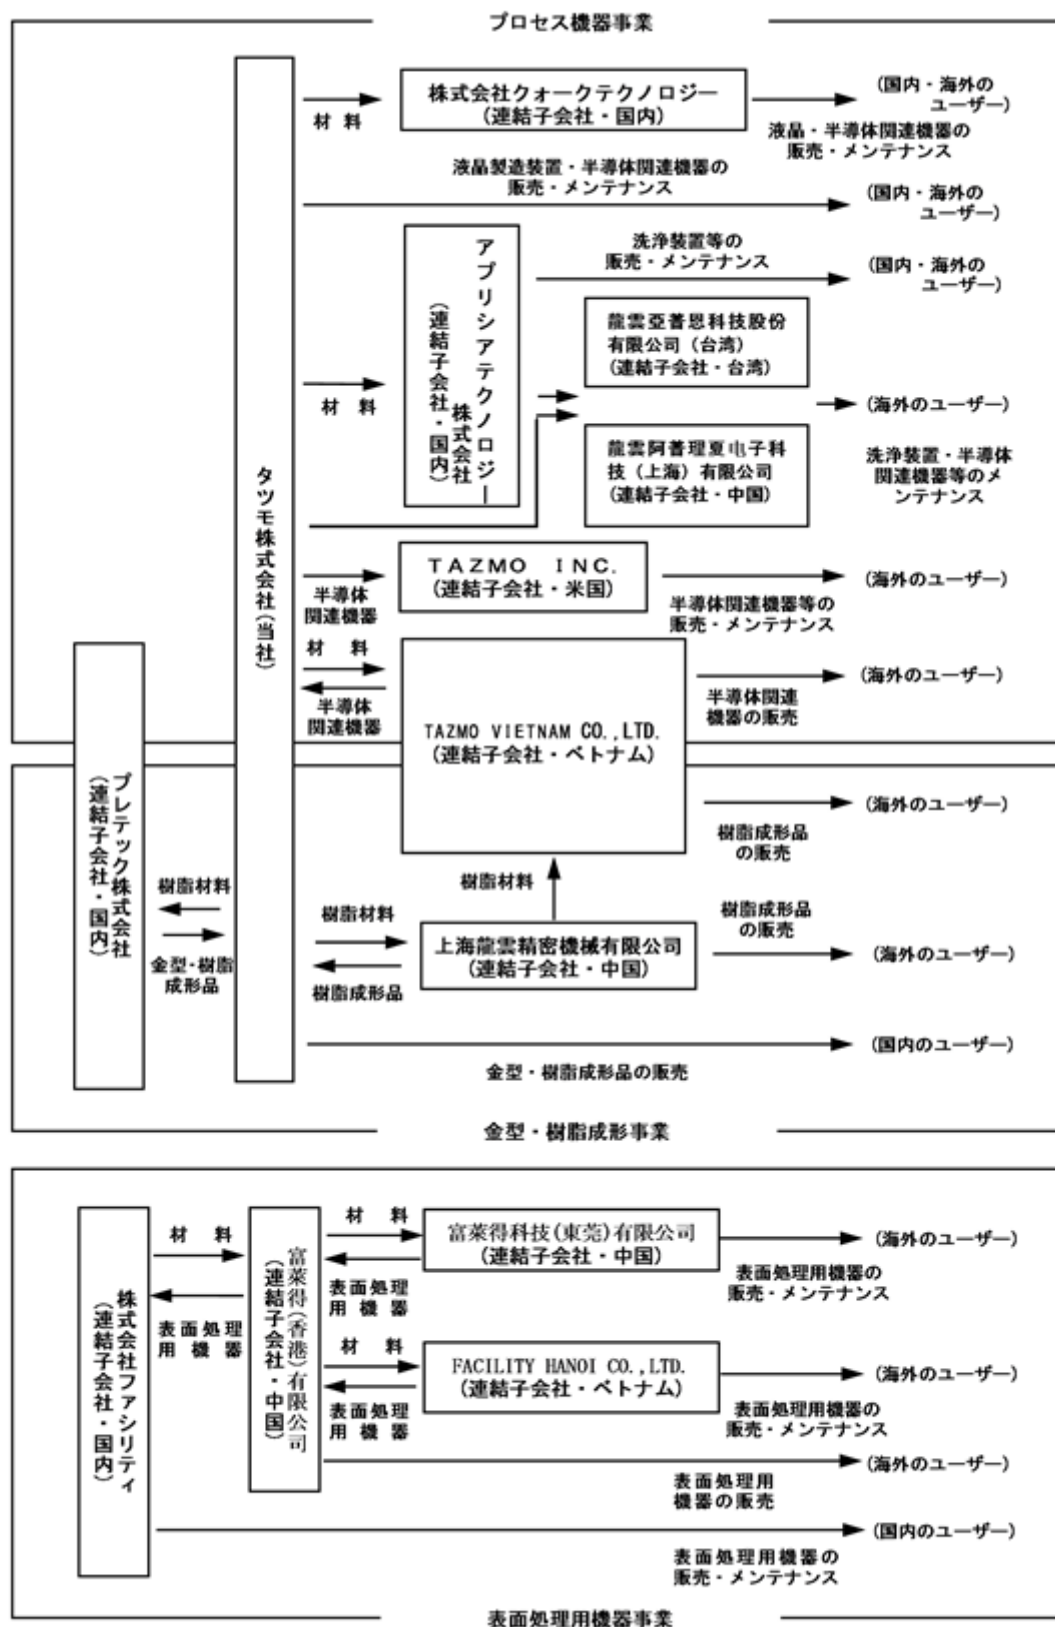 プロセス機器事業
株式会社クォークテクノロジー
(連結子会社・国内)
材 料
(国内・海外の
ユーザー)
液晶・半導体関連機器の
販売・メンテナンス
液晶製造装置・半導体関連機器の
販売・メンテナンス
(国内・海外の
ユーザー)
アプリシアテクノロジー
株式会社
(連結子会社・国内)
洗浄装置等の
販売・メンテナンス
(国内・海外の
ユーザー)
材 料
龍雲亞普恩科技股份
有限公司(台湾)
(連結子会社・台湾)
(海外のユーザー)
龍雲阿普理夏电子科
技(上海)有限公司
(連結子会社・中国)
洗浄装置・半導体
関連機器等のメ
ンテナンス
タツモ株式会社(当社)
TAZMO INC.
(連結子会社・米国)
半導体
関連機器
(海外のユーザー)
半導体関連機器等の
販売・メンテナンス
材 料
半導体
関連機器
TAZMO VIETNAM CO.,LTD.
(連結子会社・ベトナム)
(海外のユーザー)
半導体関連
機器の販売
プレテック株式会社
(連結子会社・国内)
(海外のユーザー)
樹脂成形品
の販売
樹脂材料
樹脂材料
金型・樹脂
成形品
樹脂材料
樹脂成形品
上海龍雲精密機械有限公司
(連結子会社・中国)
樹脂成形品
の販売
(海外のユーザー)
(国内のユーザー)
金型・樹脂成形品の販売
金型・樹脂成形事業
株式会社ファシリティ
(連結子会社・国内)
材 料
表面処理
用機器
富莱得(香港)有限公司
(連結子会社・中国)
材 料
表面処理
用機器
富莱得科技(東莞)有限公司
(連結子会社・中国)
(海外のユーザー)
表面処理用機器の
販売・メンテナンス
材 料
表面処理
用機器
FACILITY HANOI CO.,LTD.
(連結子会社・ベトナム)
(海外のユーザー)
表面処理用機器の
販売・メンテナンス
(海外のユーザー)
表面処理用
機器の販売
(国内のユーザー)
表面処理用機器の
販売・メンテナンス
表面処理用機器事業